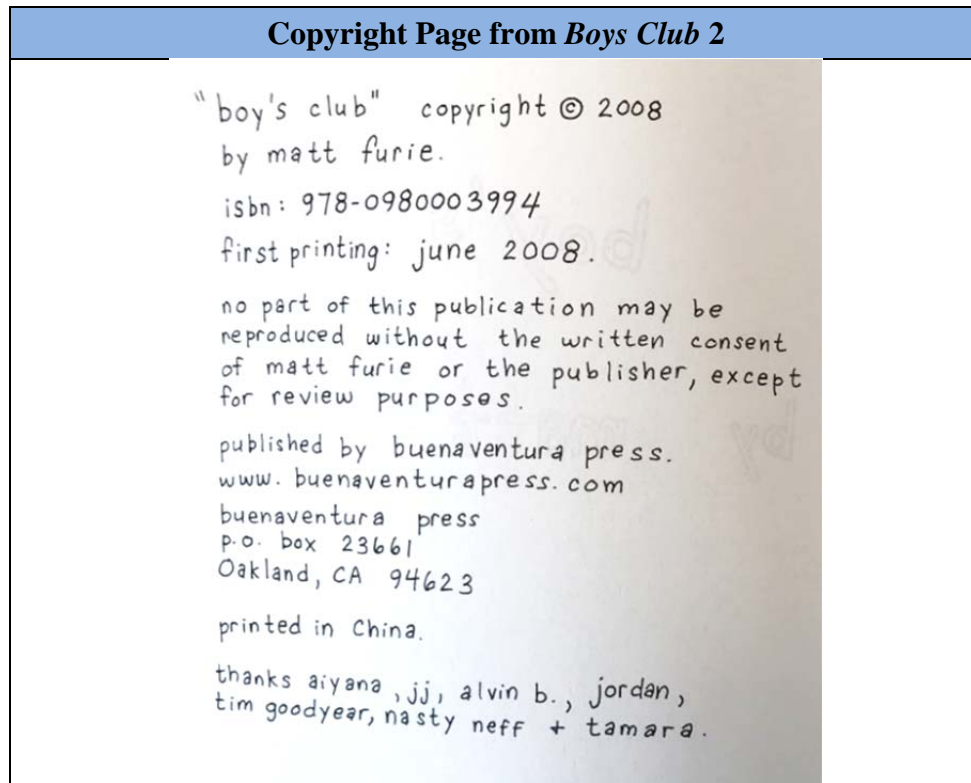 Copyright Page from Boys Club 2
"boy's club" copyright © 2008
by matt furie.
isbn: 978-0980003994
first printing: june 2008.
no part of this publication may be
reproduced without the written consent
of matt furie or the publisher, except
for review purposes.
published by buenaventura press.
www.buenaventurapress.com
buenaventura press
p.o. box 23661
Oakland, CA 94623
printed in China.
thanks aiyana, jj, alvin b., jordan,
tim goodyear, nasty neff + tamara.